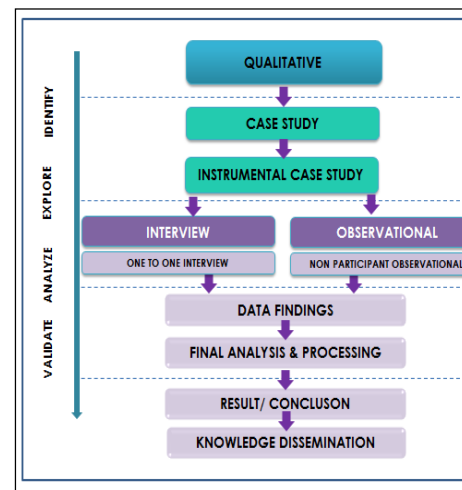 QUALITATIVE
IDENTIFY
CASE STUDY
INSTRUMENTAL CASE STUDY
EXPLORE
INTERVIEW
OBSERVATIONAL
ONE TO ONE INTERVIEW
NON PARTICIPANT OBSERVATIONAL
ANALYZE
DATA FINDINGS
FINAL ANALYSIS & PROCESSING
VALIDATE
RESULT/ CONCLUSON
KNOWLEDGE DISSEMINATION